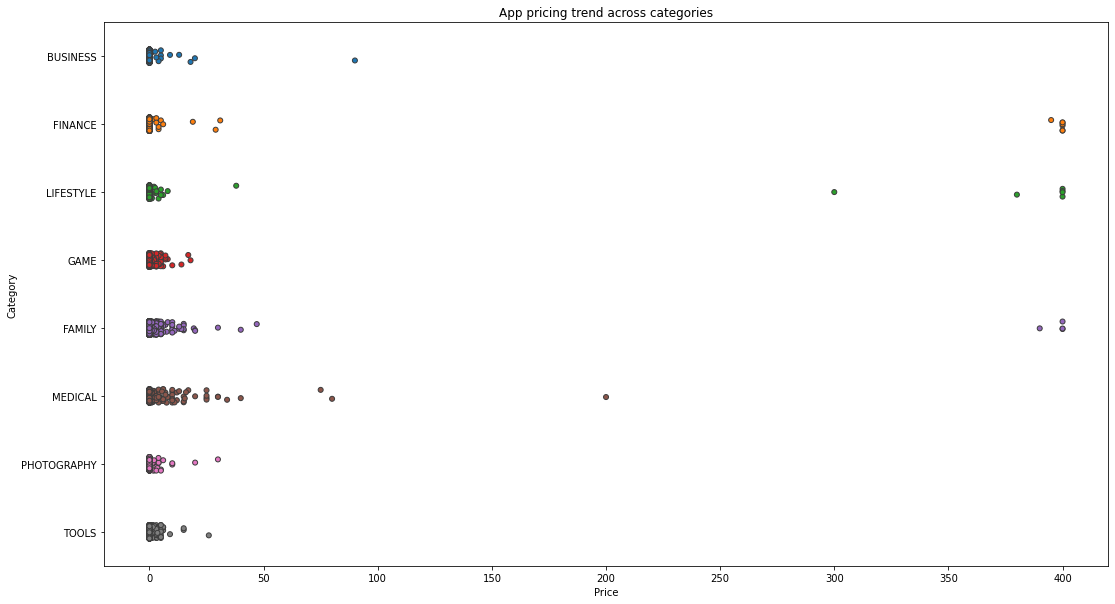 App pricing trend across categories
Category
BUSINESS
FINANCE
LIFESTYLE
GAME
FAMILY
MEDICAL
PHOTOGRAPHY
TOOLS
0 50 100 150 200 250 300 350 400
Price